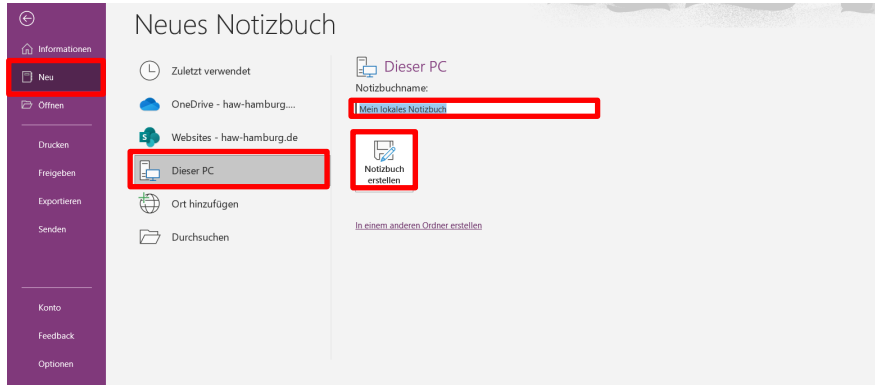 Neues Notizbuch
Informationen
Neu
Öffnen
Drucken
Freigeben
Exportieren
Senden
Konto
Feedback
Optionen
Zuletzt verwendet
OneDrive - haw-hamburg....
Websites - haw-hamburg.de
Dieser PC
Ort hinzufügen
Durchsuchen
Dieser PC
Notizbuchname:
Mein lokales Notizbuch
Notizbuch
erstellen
In einem anderen Ordner erstellen